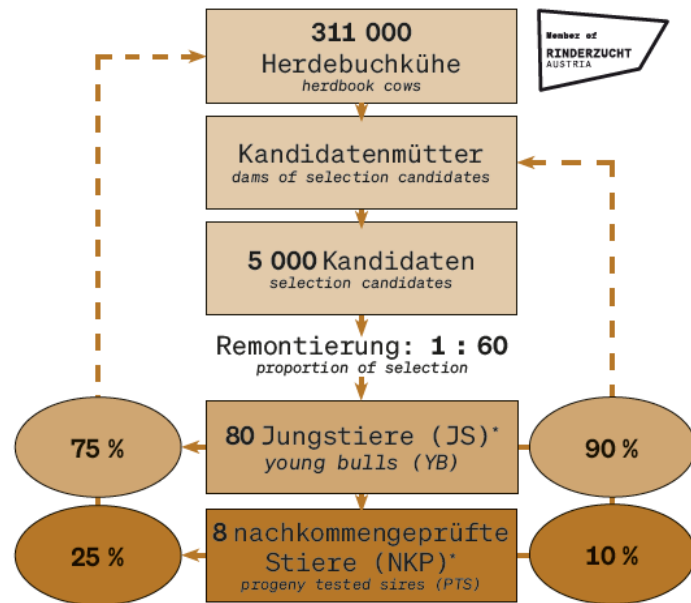 311 000
Herdebuchkühe
herdbook cows
Member of
RINDERZUCHT
AUSTRIA
Kandidatenmütter
dams of selection candidates
5 000 Kandidaten
selection candidates
Remontierung: 1 : 60
proportion of selection
75 %
80 Jungstiere (JS)*
young bulls (YB)
90 %
25 %
8 nachkommengeprüfte
Stiere (NKP)*
progeny tested sires (PTS)
10 %